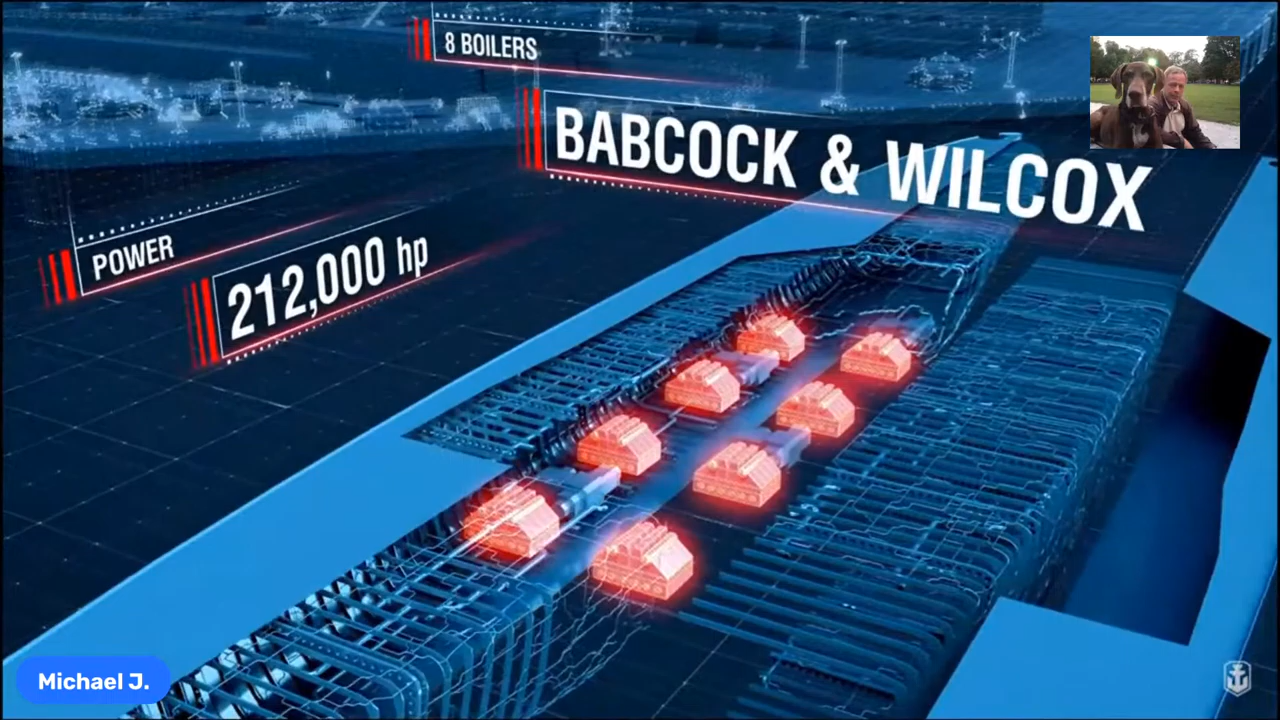 8 BOILERS
BABCOCK & WILCOX
POWER
212,000 hp
Michael J.